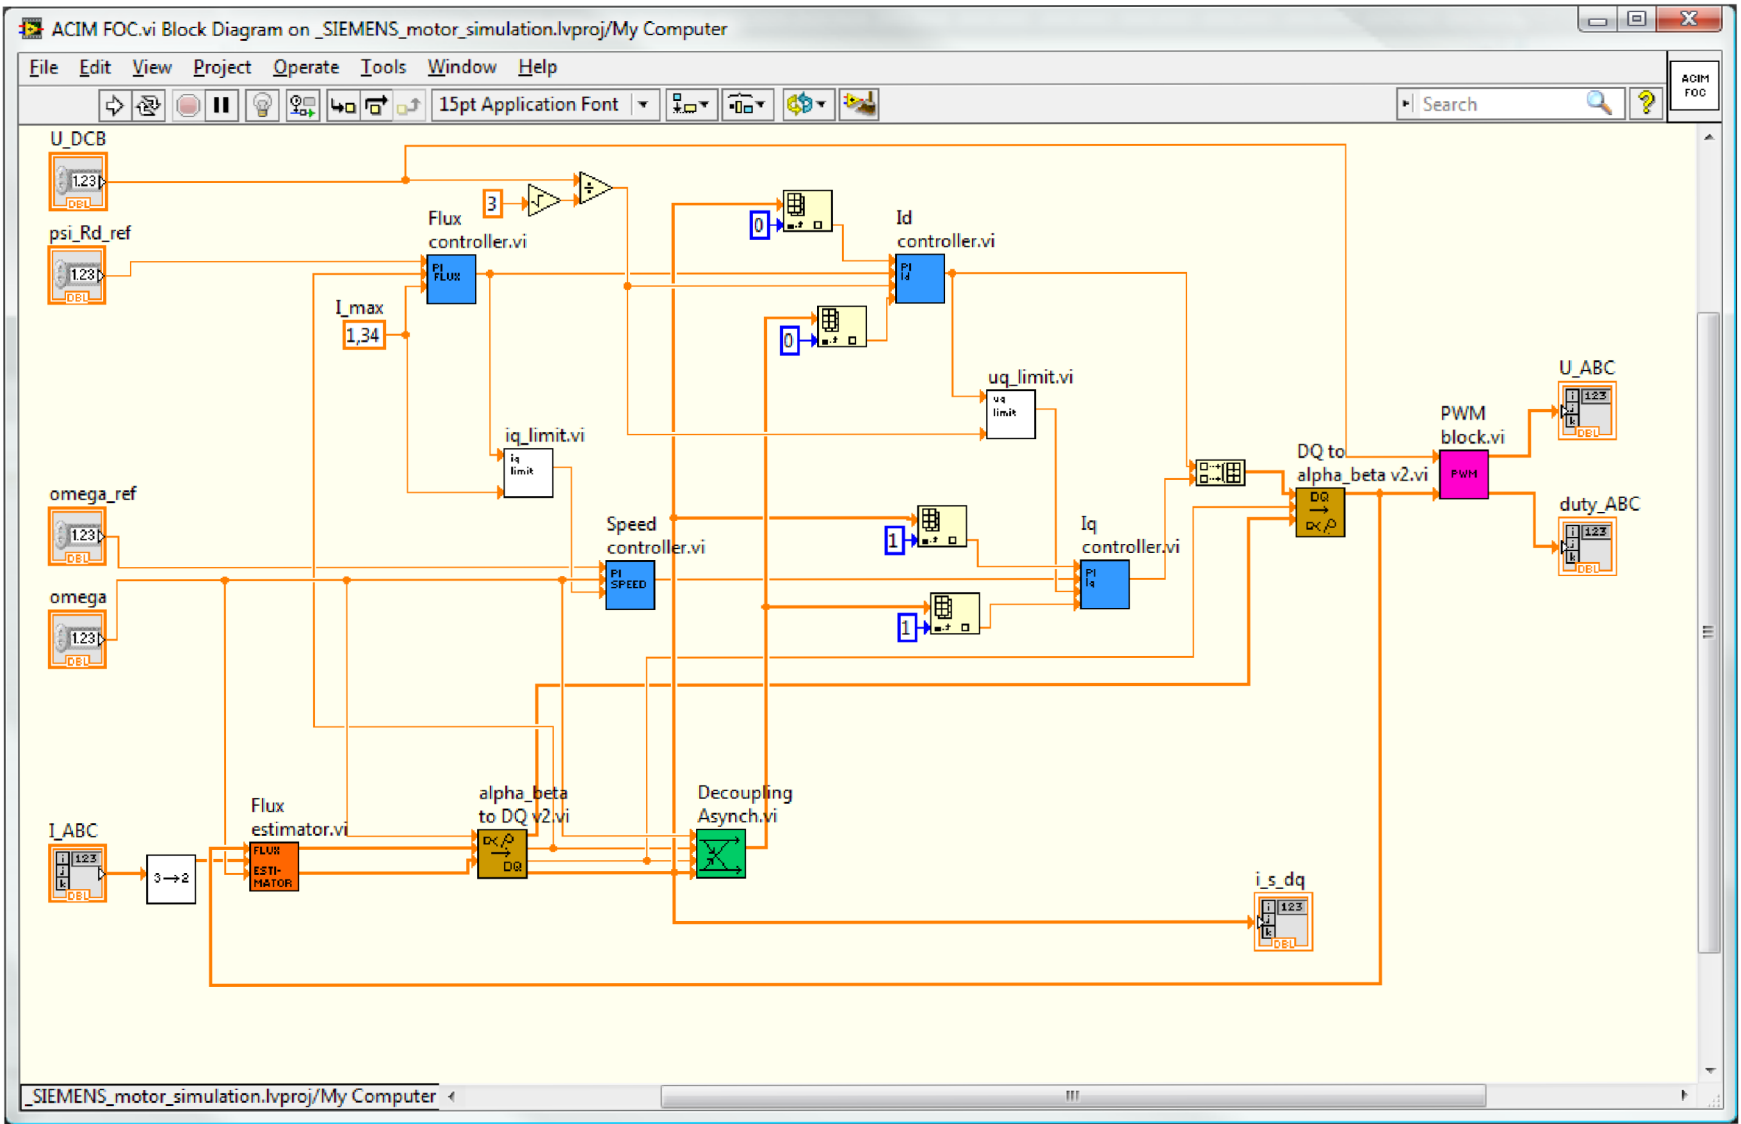 ACIM FOC.vi Block Diagram on _SIEMENS_motor_simulation.lvproj/My Computer
File Edit View Project Operate Tools Window Help
15pt Application Font
Search
?
ACIM
FOC
U_DCB
1.23
DBL
psi_Rd_ref
1.23
DBL
3
√
÷
Flux
controller.vi
PI
FLUX
I_max
1,34
0
Id
controller.vi
PI
Id
0
uq_limit.vi
uq
limit
iq_limit.vi
iq
limit
omega_ref
1.23
DBL
omega
1.23
DBL
Speed
controller.vi
PI
SPEED
1
Iq
controller.vi
PI
Iq
1
DQ to
alpha_beta v2.vi
DQ
PWM
block.vi
PWM
U_ABC
i
j
k
123
DBL
duty_ABC
i
j
k
123
DBL
I_ABC
i
j
k
123
DBL
3→2
Flux
estimator.vi
FLUX
ESTI-
MATOR
alpha_beta
to DQ v2.vi
DQ
Decoupling
Asynch.vi
i_s_dq
i
j
k
123
DBL
_SIEMENS_motor_simulation.lvproj/My Computer